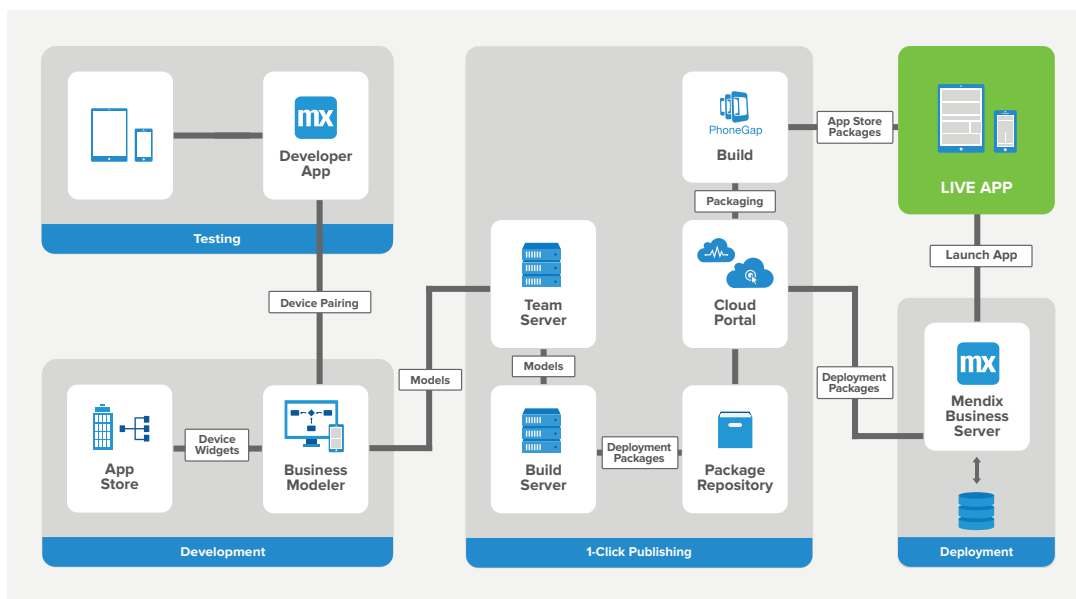 mx
Developer
App
Testing
Device Pairing
App
Store
Device
Widgets
Business
Modeler
Development
Models
Team
Server
Models
Build
Server
Deployment
Packages
PhoneGap
Build
Packaging
Cloud
Portal
Package
Repository
1-Click Publishing
App Store
Packages
LIVE APP
Launch App
Deployment
Packages
mx
Mendix
Business
Server
Deployment